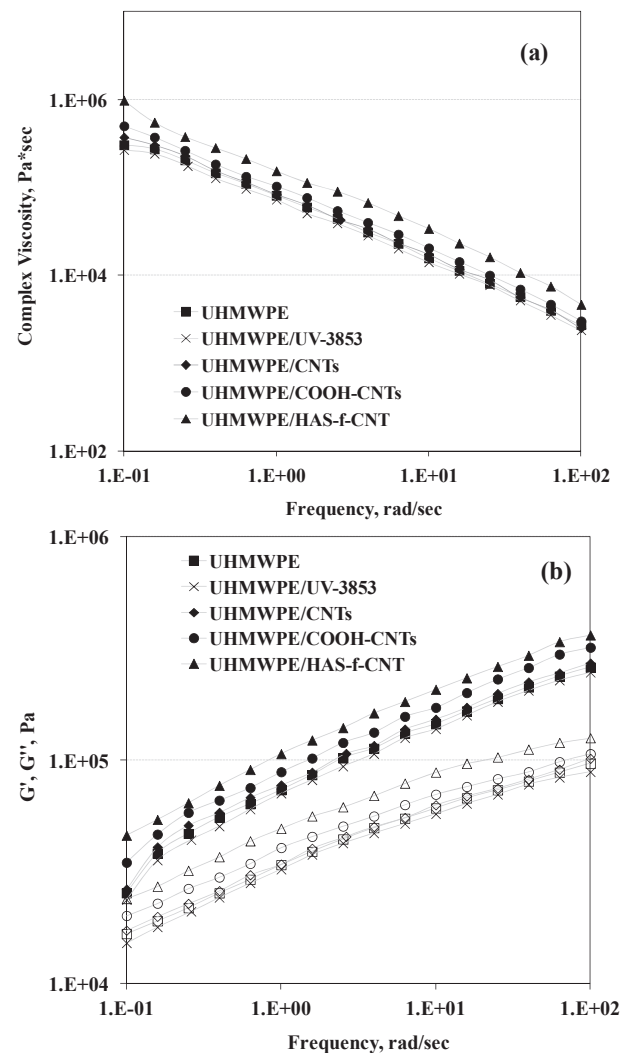 (a)
1.E+06
1.E+04
1.E+02
Complex Viscosity, Pa*sec
UHMWPE
UHMWPE/UV-3853
UHMWPE/CNTs
UHMWPE/COOH-CNTs
UHMWPE/HAS-f-CNT
1.E-01 1.E+00 1.E+01 1.E+02
Frequency, rad/sec
(b)
1.E+06
1.E+05
1.E+04
G', G'', Pa
UHMWPE
UHMWPE/UV-3853
UHMWPE/CNTs
UHMWPE/COOH-CNTs
UHMWPE/HAS-f-CNT
1.E-01 1.E+00 1.E+01 1.E+02
Frequency, rad/sec